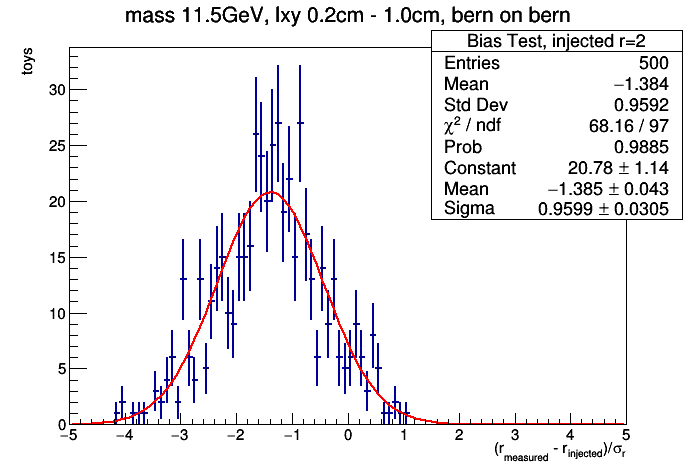 mass 11.5GeV, lxy 0.2cm - 1.0cm, bern on bern
Bias Test, injected r=2
Entries 500
Mean −1.384
Std Dev 0.9592
χ² / ndf 68.16 / 97
Prob 0.9885
Constant 20.78 ± 1.14
Mean −1.385 ± 0.043
Sigma 0.9599 ± 0.0305
toys
30
25
20
15
10
5
0
−5 −4 −3 −2 −1 0 1 2 3 4 5
(r_measured - r_injected)/σ_r